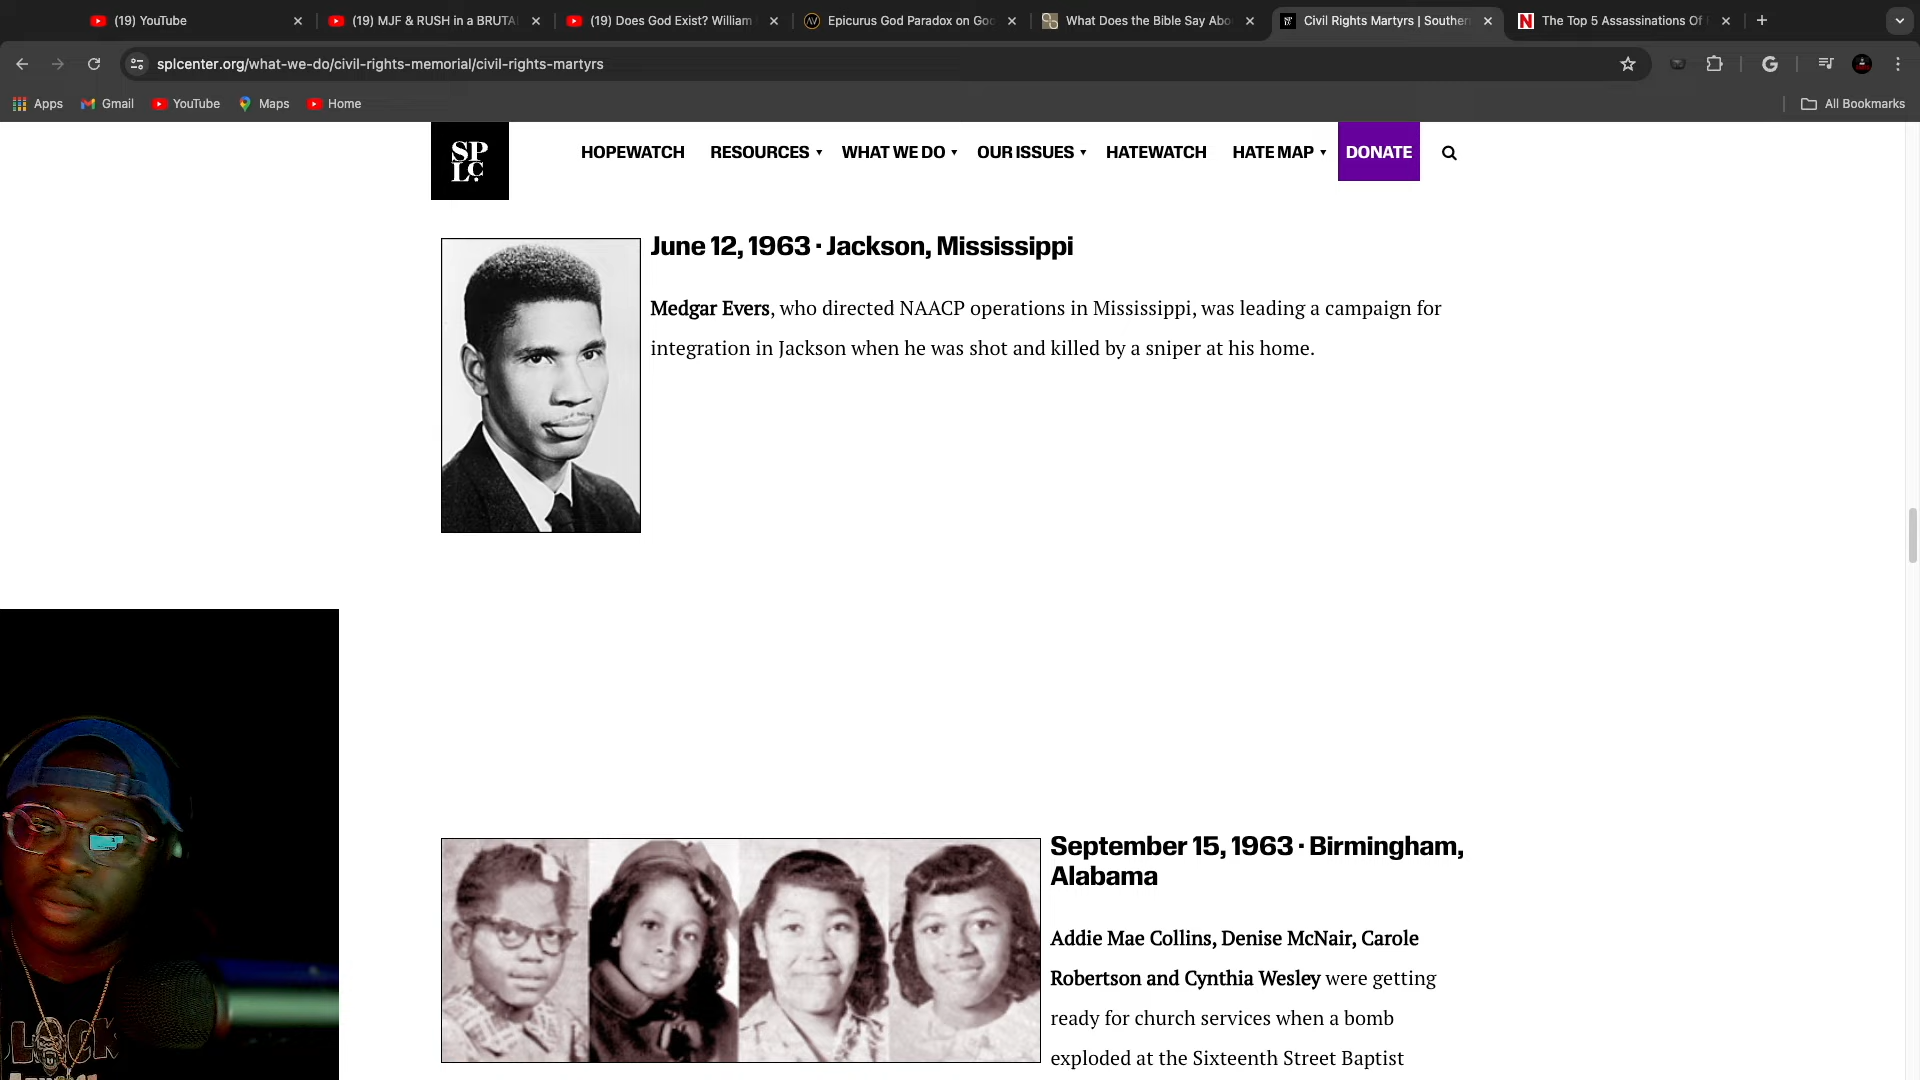 (19) YouTube
(19) MJF & RUSH in a BRUTA
(19) Does God Exist? William
Epicurus God Paradox on Goo
What Does the Bible Say Abo
Civil Rights Martyrs | Southern
The Top 5 Assassinations Of
splcenter.org/what-we-do/civil-rights-memorial/civil-rights-martyrs
Apps
Gmail
YouTube
Maps
Home
All Bookmarks
SP
Lc
HOPEWATCH
RESOURCES
WHAT WE DO
OUR ISSUES
HATEWATCH
HATE MAP
DONATE
June 12, 1963 · Jackson, Mississippi
Medgar Evers, who directed NAACP operations in Mississippi, was leading a campaign for
integration in Jackson when he was shot and killed by a sniper at his home.
September 15, 1963 · Birmingham,
Alabama
Addie Mae Collins, Denise McNair, Carole
Robertson and Cynthia Wesley were getting
ready for church services when a bomb
exploded at the Sixteenth Street Baptist